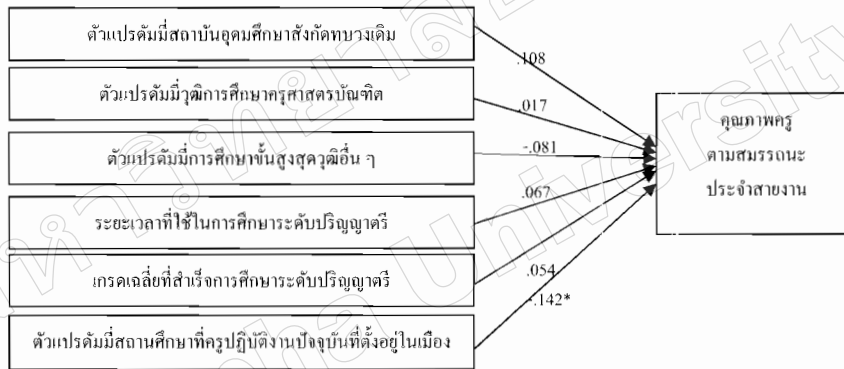 ตัวแปรดัมมี่สถาบันอุดมศึกษาสังกัดทบวงเดิม
.108
ตัวแปรดัมมี่วุฒิการศึกษาครุศาสตรบัณฑิต
.017
ตัวแปรดัมมี่การศึกษาขั้นสูงสุดวุฒิอื่น ๆ
-.081
ระยะเวลาที่ใช้ในการศึกษาระดับปริญญาตรี
.067
เกรดเฉลี่ยที่สำเร็จการศึกษาระดับปริญญาตรี
.054
ตัวแปรดัมมี่สถานศึกษาที่ครูปฏิบัติงานปัจจุบันที่ตั้งอยู่ในเมือง
-.142*
คุณภาพครู
ตามสมรรถนะ
ประจำสายงาน
University